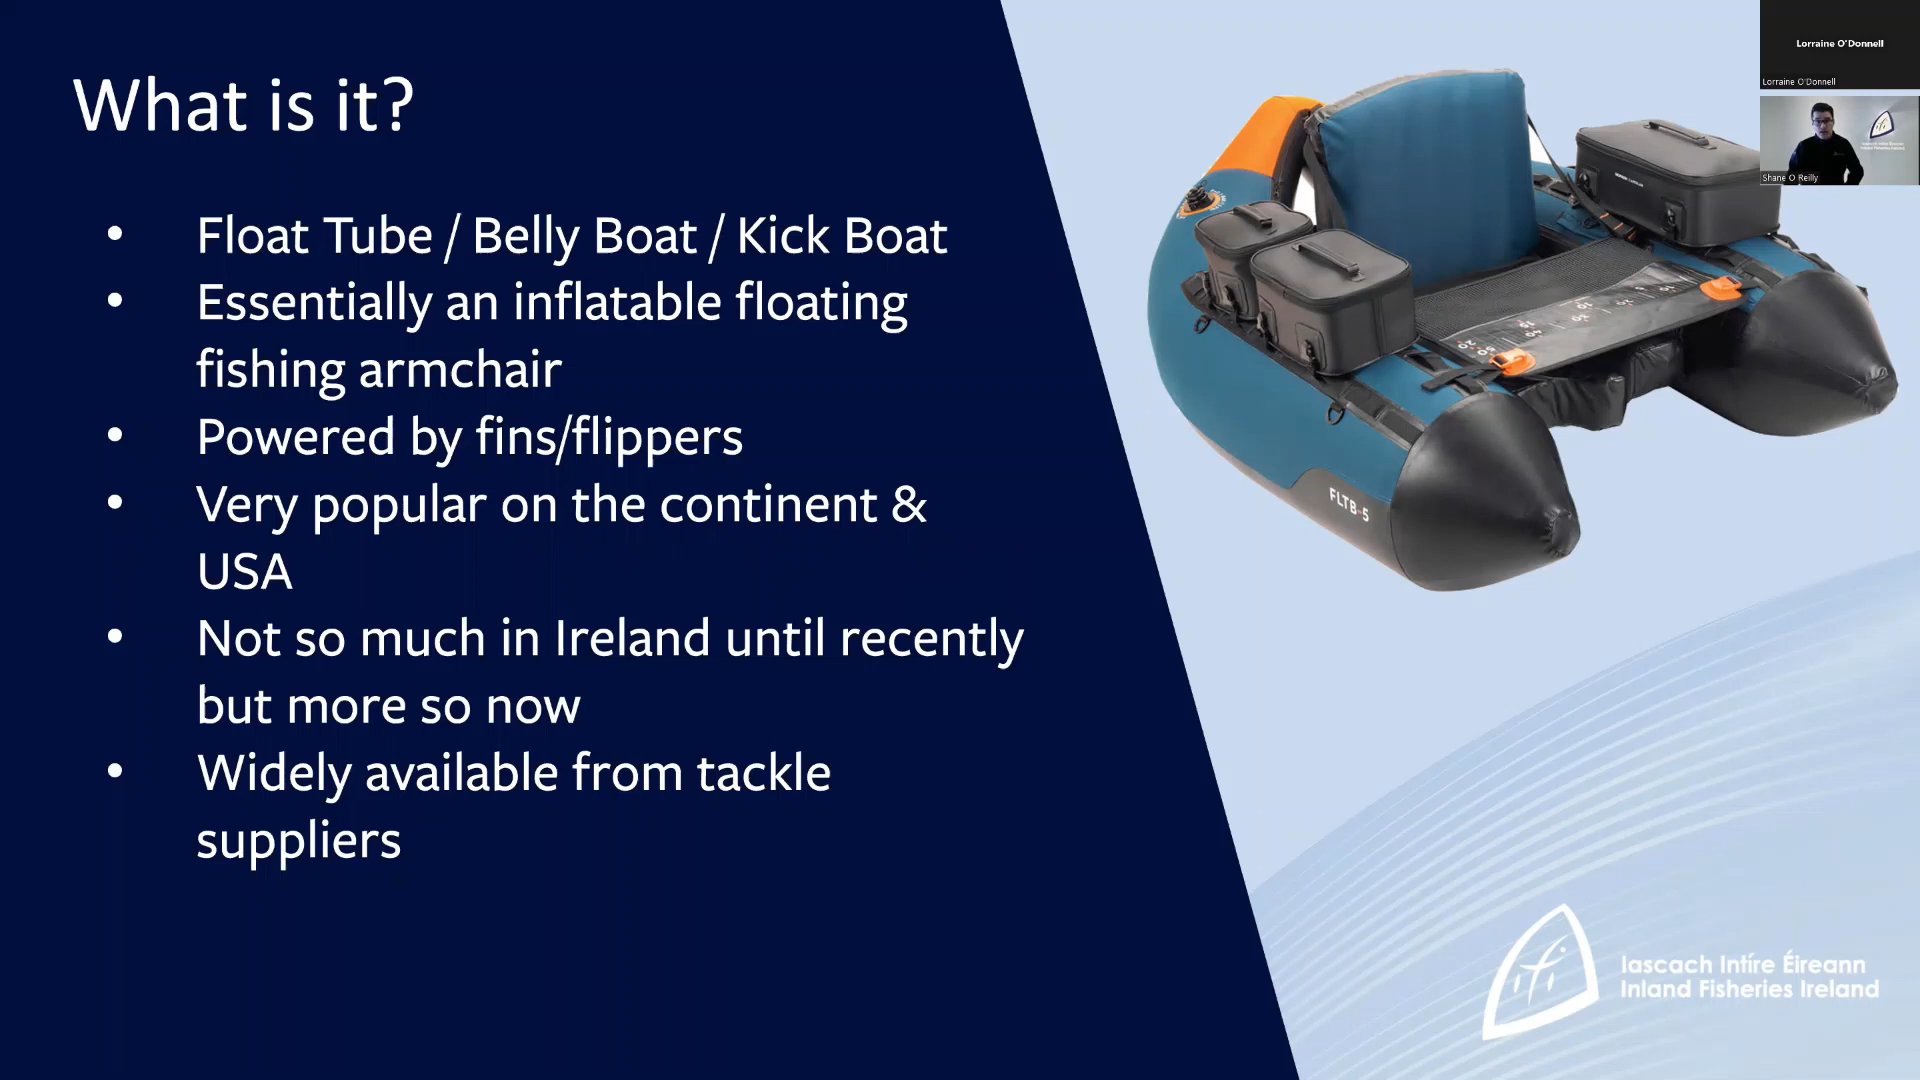 What is it?
• Float Tube / Belly Boat / Kick Boat
• Essentially an inflatable floating
fishing armchair
• Powered by fins/flippers
• Very popular on the continent &
USA
• Not so much in Ireland until recently
but more so now
• Widely available from tackle
suppliers
FLTB-5
Lorraine O'Donnell
Lorraine O'Donnell
Shane O Reilly
ifi
Iascach Intíre Éireann
Inland Fisheries Ireland